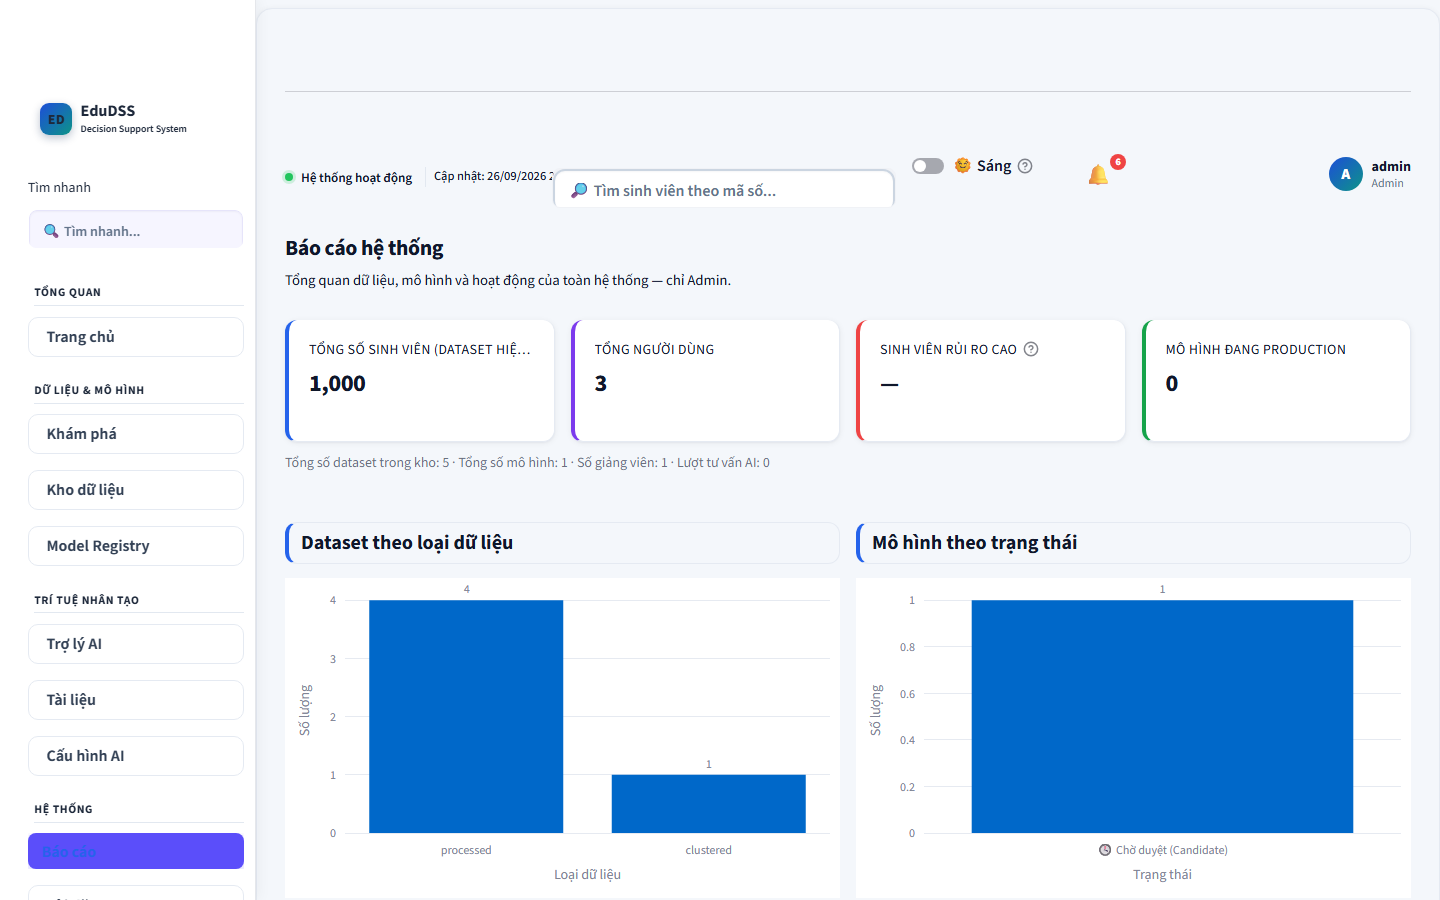 ED
EduDSS
Decision Support System
Tìm nhanh
Tìm nhanh...
TỔNG QUAN
Trang chủ
DỮ LIỆU & MÔ HÌNH
Khám phá
Kho dữ liệu
Model Registry
TRÍ TUỆ NHÂN TẠO
Trợ lý AI
Tài liệu
Cấu hình AI
HỆ THỐNG
Báo cáo
Hệ thống hoạt động
Cập nhật: 26/09/2026
Tìm sinh viên theo mã số...
Sáng
6
A
admin
Admin
Báo cáo hệ thống
Tổng quan dữ liệu, mô hình và hoạt động của toàn hệ thống — chỉ Admin.
TỔNG SỐ SINH VIÊN (DATASET HIỆ...
1,000
TỔNG NGƯỜI DÙNG
3
SINH VIÊN RỦI RO CAO
—
MÔ HÌNH ĐANG PRODUCTION
0
Tổng số dataset trong kho: 5 · Tổng số mô hình: 1 · Số giảng viên: 1 · Lượt tư vấn AI: 0
Dataset theo loại dữ liệu
4
4
3
2
1
0
1
Số lượng
processed
clustered
Loại dữ liệu
Mô hình theo trạng thái
1
1
0.8
0.6
0.4
0.2
0
Số lượng
Chờ duyệt (Candidate)
Trạng thái